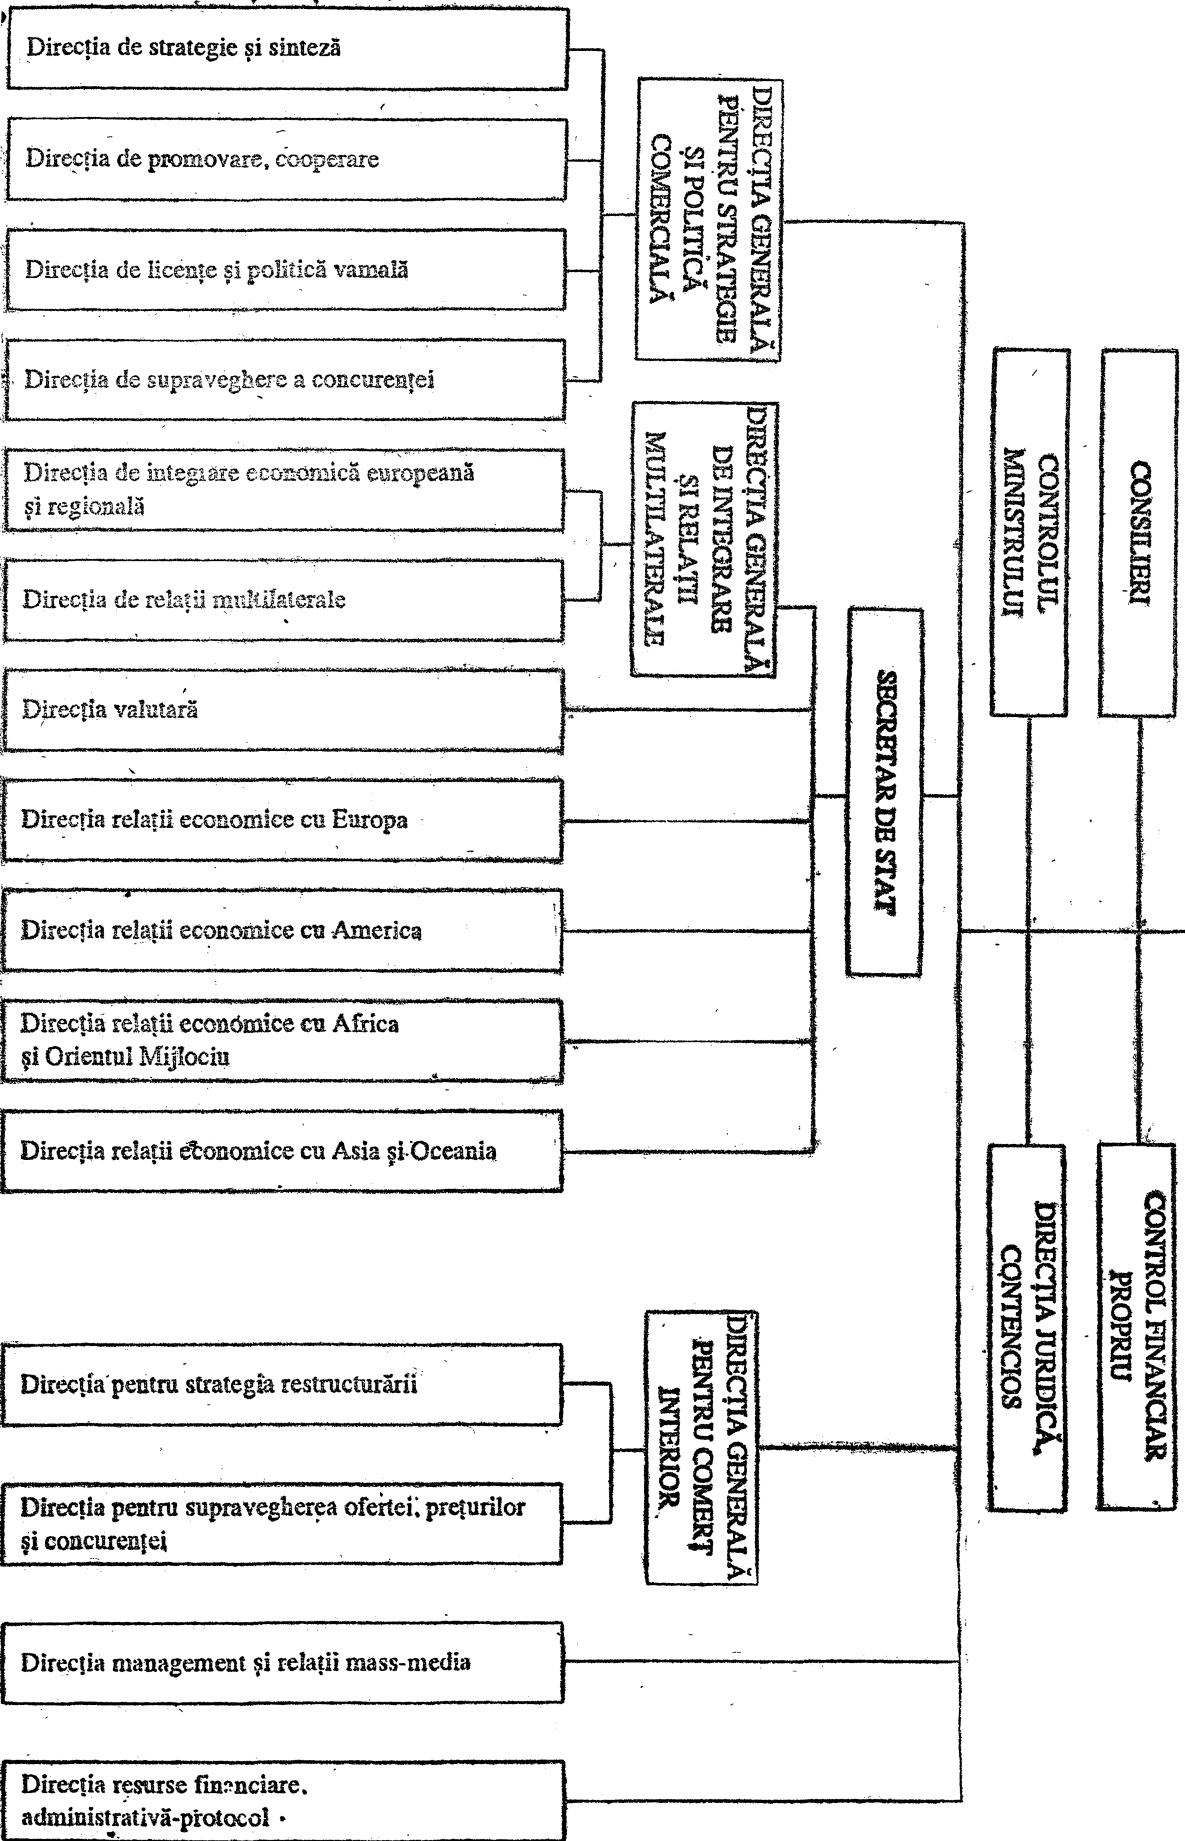 CONSILIERI
CONTROL FINANCIAR
PROPRIU
CONTROLUL
MINISTRULUI
DIRECȚIA JURIDICĂ,
CONTENCIOS
SECRETAR DE STAT
DIRECȚIA GENERALĂ
PENTRU STRATEGIE
ȘI POLITICĂ
COMERCIALĂ
DIRECȚIA GENERALĂ
DE INTEGRARE
ȘI RELAȚII
MULTILATERALE
DIRECȚIA GENERALĂ
PENTRU COMERȚ
INTERIOR
Direcția de strategie și sinteză
Direcția de promovare, cooperare
Direcția de licențe și politică vamală
Direcția de supraveghere a concurenței
Direcția de integrare economică europeană
și regională
Direcția de relații multilaterale
Direcția valutară
Direcția relații economice cu Europa
Direcția relații economice cu America
Direcția relații economice cu Africa
și Orientul Mijlociu
Direcția relații economice cu Asia și Oceania
Direcția pentru strategia restructurării
Direcția pentru supravegherea ofertei, prețurilor
și concurenței
Direcția management și relații mass-media
Direcția resurse financiare,
administrativă-protocol